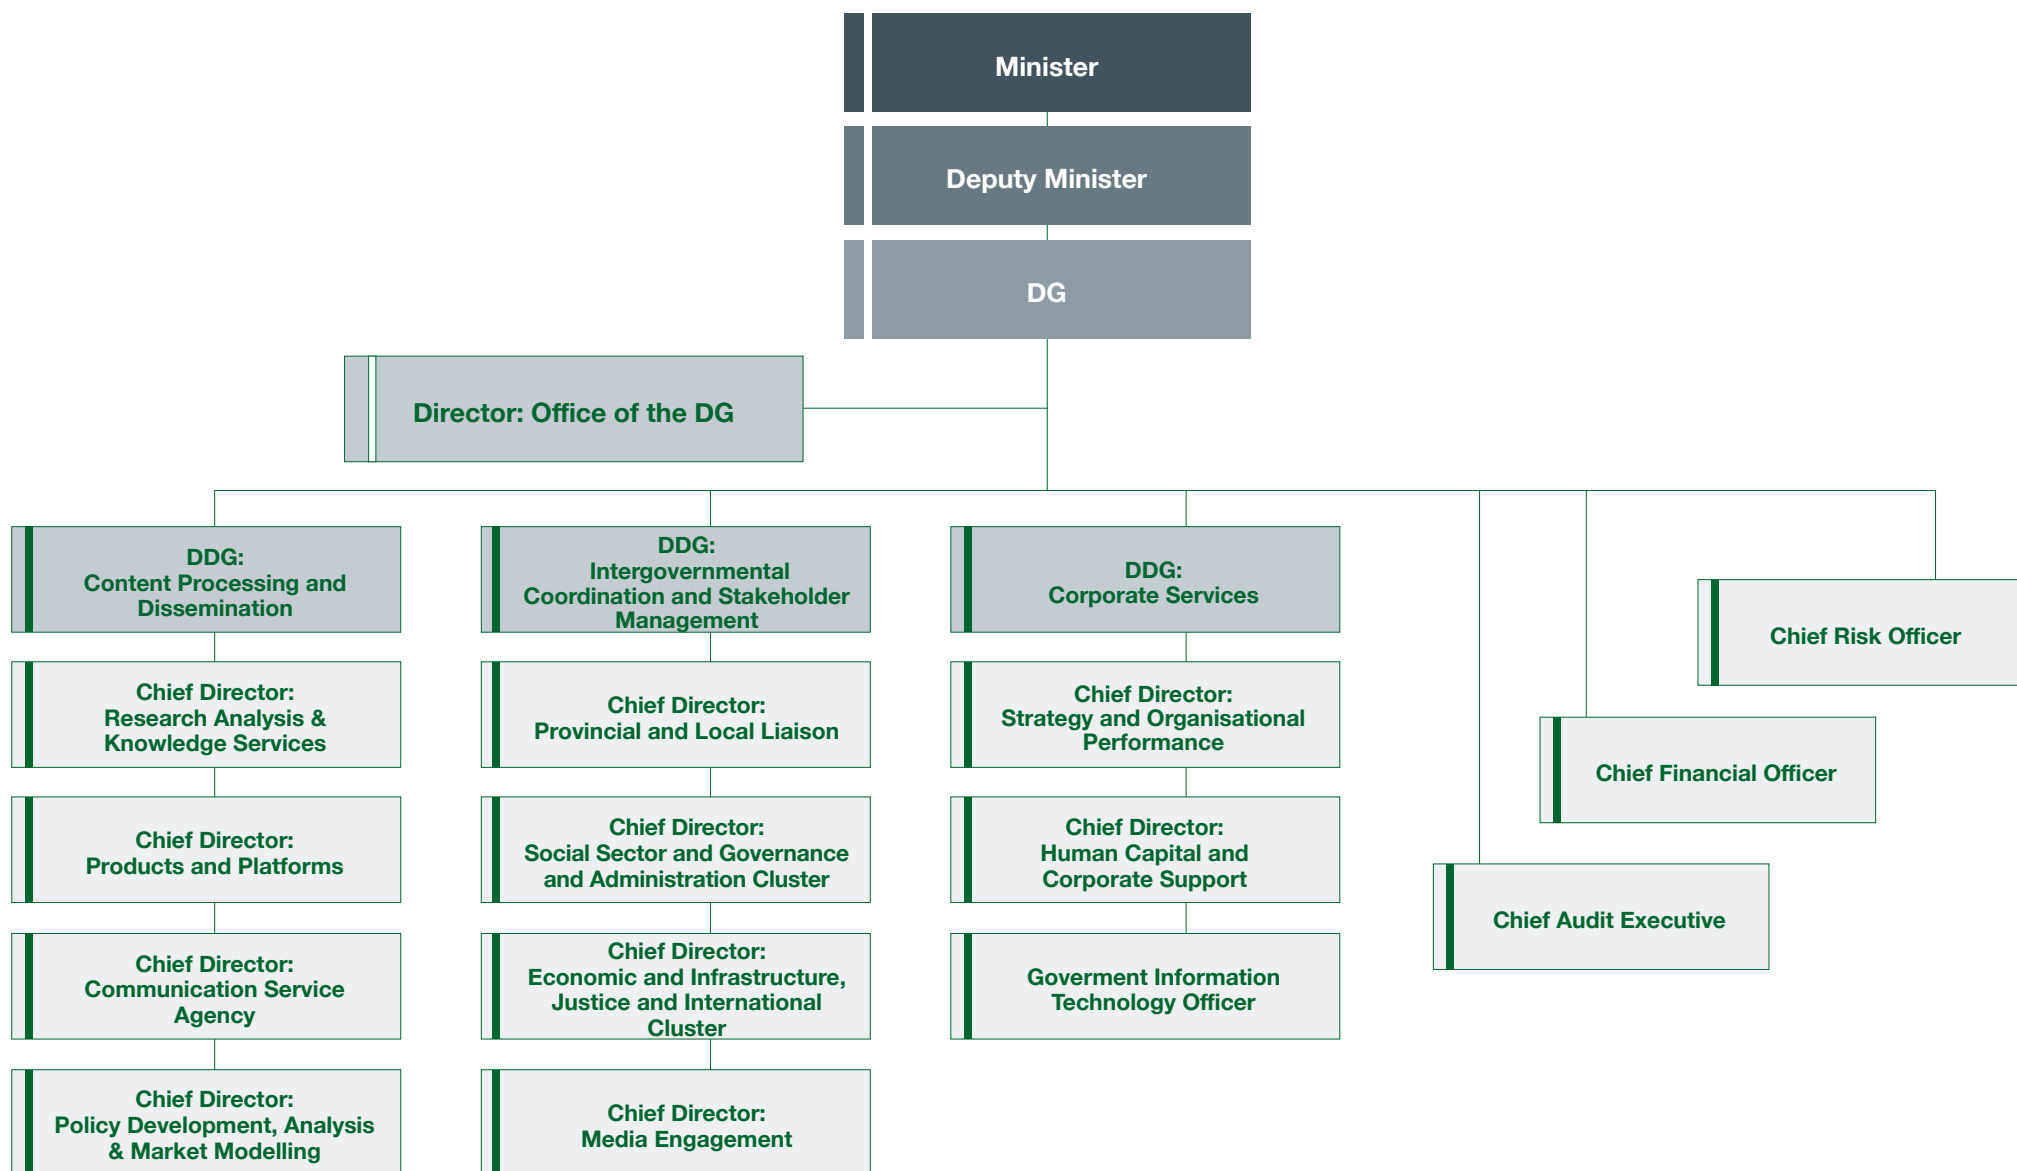 Minister
Deputy Minister
DG
Director: Office of the DG
DDG:
Content Processing and
Dissemination
DDG:
Intergovernmental
Coordination and Stakeholder
Management
DDG:
Corporate Services
Chief Risk Officer
Chief Director:
Research Analysis &
Knowledge Services
Chief Director:
Provincial and Local Liaison
Chief Director:
Strategy and Organisational
Performance
Chief Financial Officer
Chief Director:
Products and Platforms
Chief Director:
Social Sector and Governance
and Administration Cluster
Chief Director:
Human Capital and
Corporate Support
Chief Audit Executive
Chief Director:
Communication Service
Agency
Chief Director:
Economic and Infrastructure,
Justice and International
Cluster
Goverment Information
Technology Officer
Chief Director:
Policy Development, Analysis
& Market Modelling
Chief Director:
Media Engagement